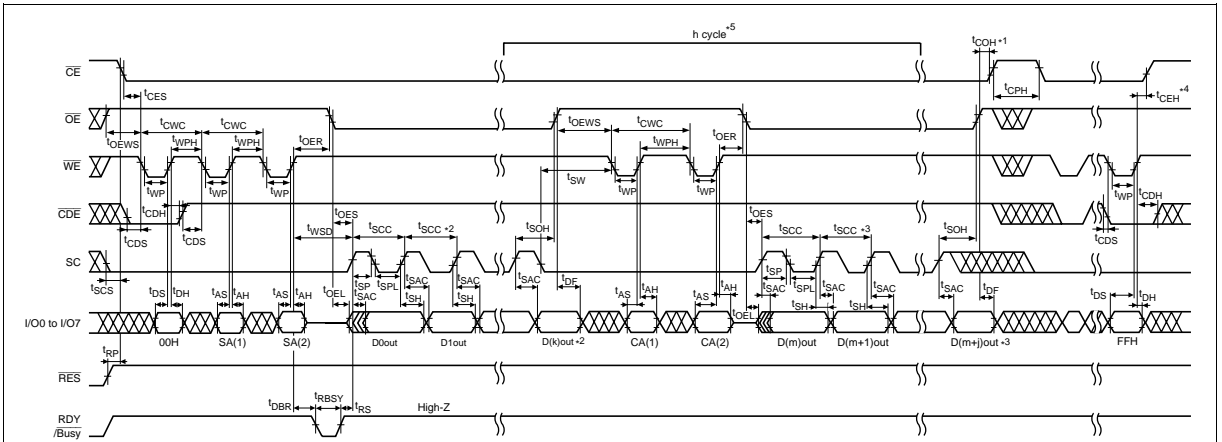 h cycle*5
tCOH*1
CE
tCES
tCPH
tCEH*4
OE
tOEWS
tCWC
tCWC
tWPH
tWPH
tOER
tOEWS
tCWC
tWPH
tOER
WE
tWP
tWP
tWP
tSW
tWP
tWP
tWP
tCDH
tCDH
CDE
tCDS
tCDS
tOES
tWSD
tSCC
tSCC*2
tSOH
tOES
tSCC
tSCC*3
tSOH
tCDS
SC
tSCS
tSP
tSPL
tSAC
tSAC
tSAC
tDF
tSP
tSPL
tSAC
tSAC
tSAC
tDF
tDS
tDH
tAS
tAH
tAS
tAH
tOEL
tSAC
tSH
tSH
tAS
tAH
tAS
tAH
tOEL
tSAC
tSH
tSH
tDS
tDH
I/O0 to I/O7
00H
SA(1)
SA(2)
D0out
D1out
D(k)out*2
CA(1)
CA(2)
D(m)out
D(m+1)out
D(m+j)out*3
FFH
tRP
RES
tDBR
tRBSY
tRS
High-Z
RDY
/Busy